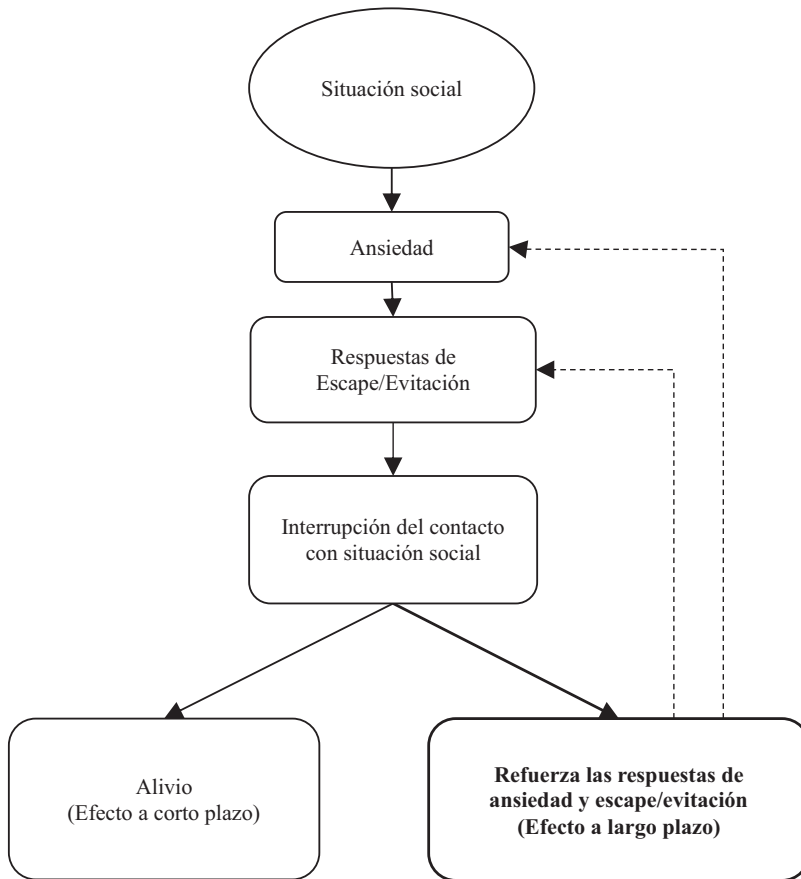 Situación social
Ansiedad
Respuestas de
Escape/Evitación
Interrupción del contacto
con situación social
Alivio
(Efecto a corto plazo)
Refuerza las respuestas de
ansiedad y escape/evitación
(Efecto a largo plazo)